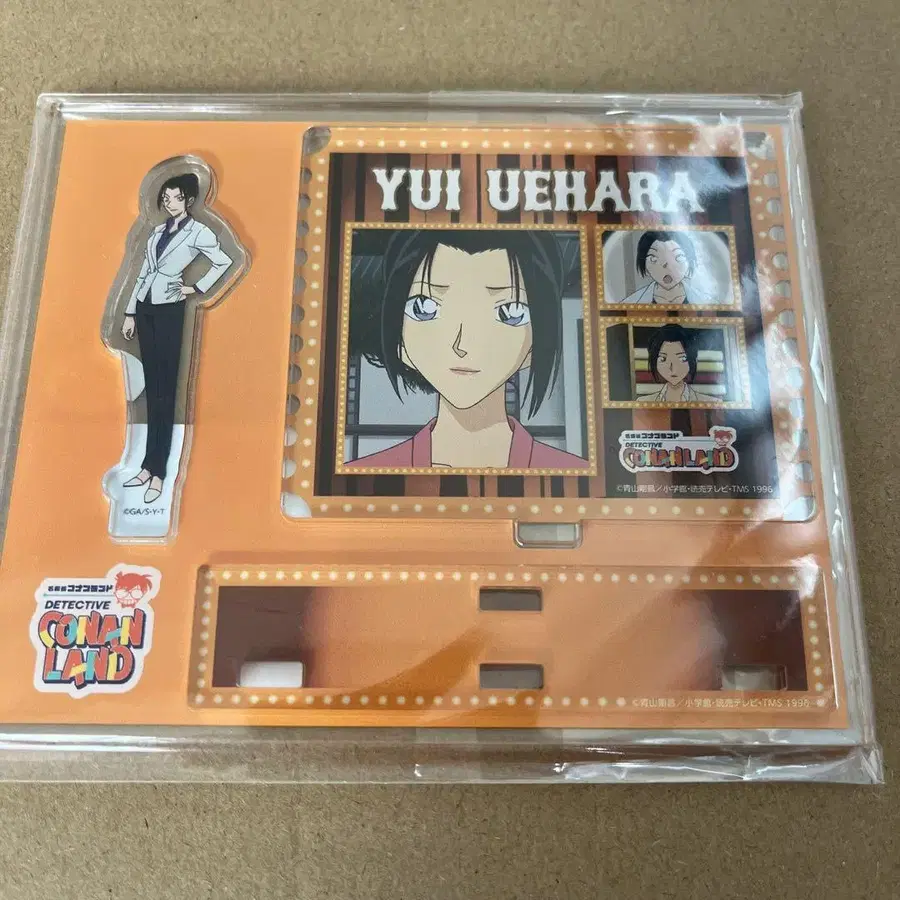 YUI UEHARA
名探偵コナンランド
DETECTIVE
CONAN LAND
©青山剛昌／小学館・読売テレビ・TMS 1996
©GA/S・Y・T
名探偵コナンランド
DETECTIVE
CONAN
LAND
©青山剛昌／小学館・読売テレビ・TMS 1996